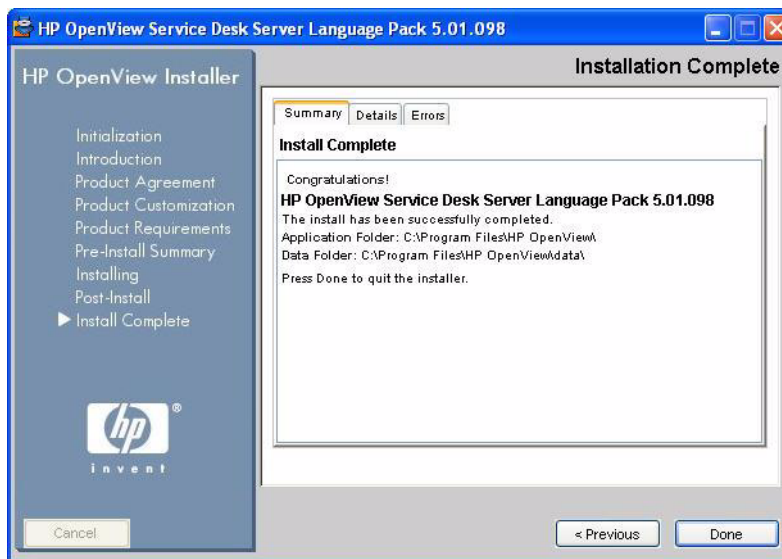 HP OpenView Service Desk Server Language Pack 5.01.098
HP OpenView Installer
Initialization
Introduction
Product Agreement
Product Customization
Product Requirements
Pre-Install Summary
Installing
Post-Install
Install Complete
hp
®
invent
Cancel
Installation Complete
Summary
Details
Errors
Install Complete
Congratulations!
HP OpenView Service Desk Server Language Pack 5.01.098
The install has been successfully completed.
Application Folder: C:\Program Files\HP OpenView\
Data Folder: C:\Program Files\HP OpenView\data\
Press Done to quit the installer.
< Previous
Done